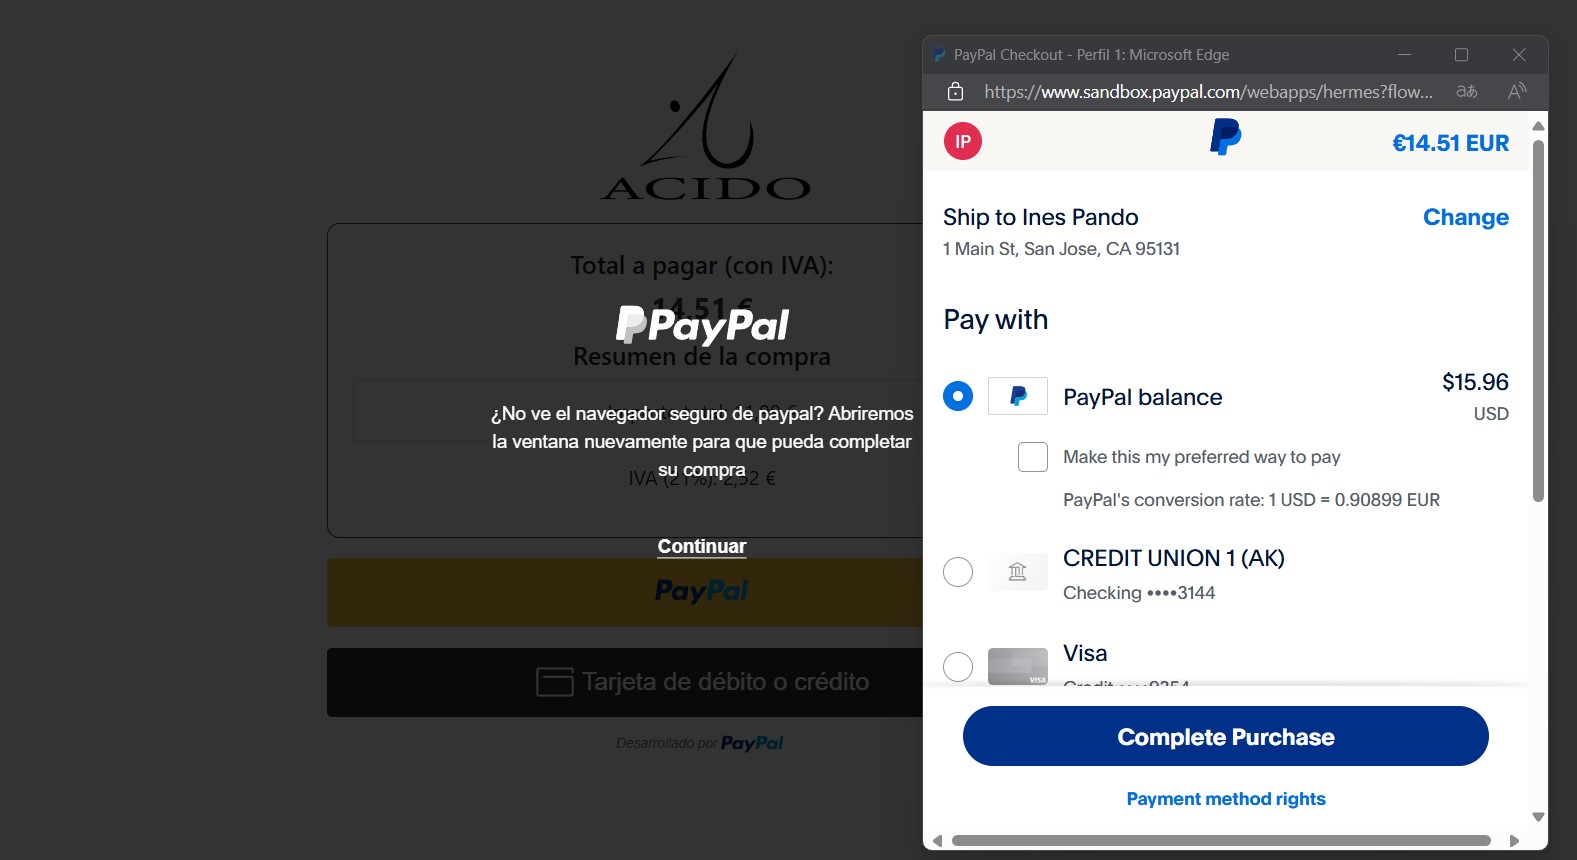 ACIDO
Total a pagar (con IVA):
14.51 €
PayPal
Resumen de la compra
¿No ve el navegador seguro de paypal? Abriremos
la ventana nuevamente para que pueda completar
su compra
IVA (21%): 2,52 €
Continuar
PayPal
Tarjeta de débito o crédito
Desarrollado por PayPal
PayPal Checkout - Perfil 1: Microsoft Edge
https://www.sandbox.paypal.com/webapps/hermes?flow...
IP
€14.51 EUR
Ship to Ines Pando
Change
1 Main St, San Jose, CA 95131
Pay with
PayPal balance
$15.96
USD
Make this my preferred way to pay
PayPal's conversion rate: 1 USD = 0.90899 EUR
CREDIT UNION 1 (AK)
Checking ••••3144
Visa
VISA
Credit ••••9354
Complete Purchase
Payment method rights